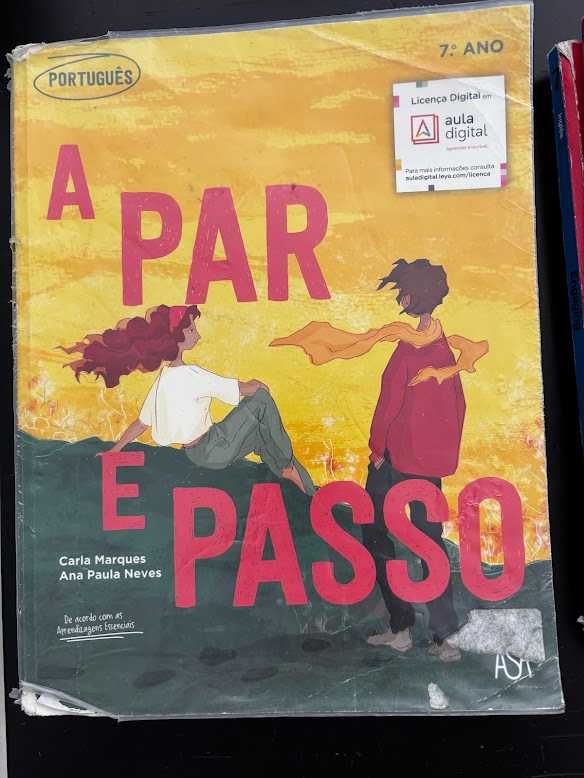 PORTUGUÊS
7.º ANO
Licença Digital em
aula
digital
Para mais informações consulta
auladigital.leya.com/licenca
A
PAR
E
PASSO
Carla Marques
Ana Paula Neves
De acordo com as
Aprendizagens Essenciais
ASA